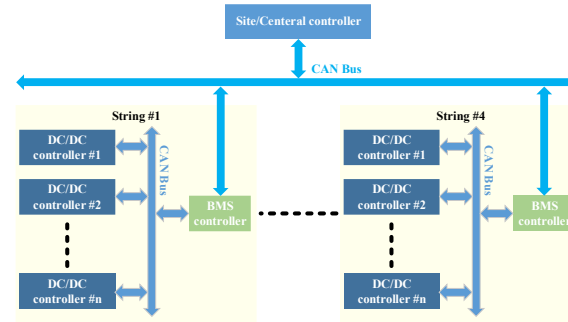 Site/Centeral controller
CAN Bus
String #1
DC/DC
controller #1
DC/DC
controller #2
DC/DC
controller #n
CAN Bus
BMS
controller
String #4
DC/DC
controller #1
DC/DC
controller #2
DC/DC
controller #n
CAN Bus
BMS
controller